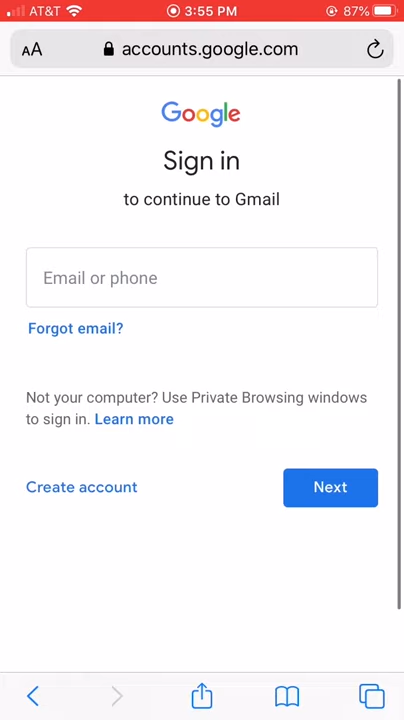 AT&T 3:55 PM 87%
AA accounts.google.com
Google
Sign in
to continue to Gmail
Email or phone
Forgot email?
Not your computer? Use Private Browsing windows
to sign in. Learn more
Create account Next